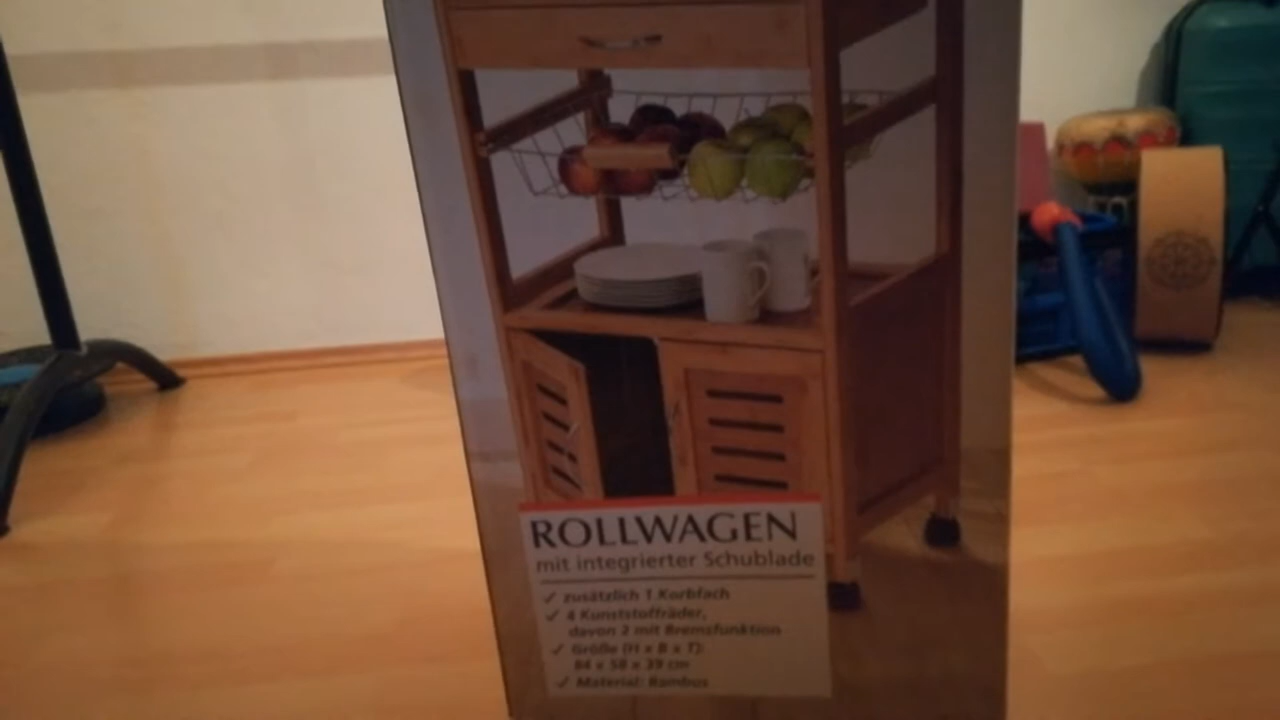 ROLLWAGEN
mit integrierter Schublade
✓ zusätzlich 1 Korbfach
✓ 4 Kunststoffräder,
davon 2 mit Bremsfunktion
✓ Größe (H x B x T):
84 x 58 x 39 cm
✓ Material: Bambus